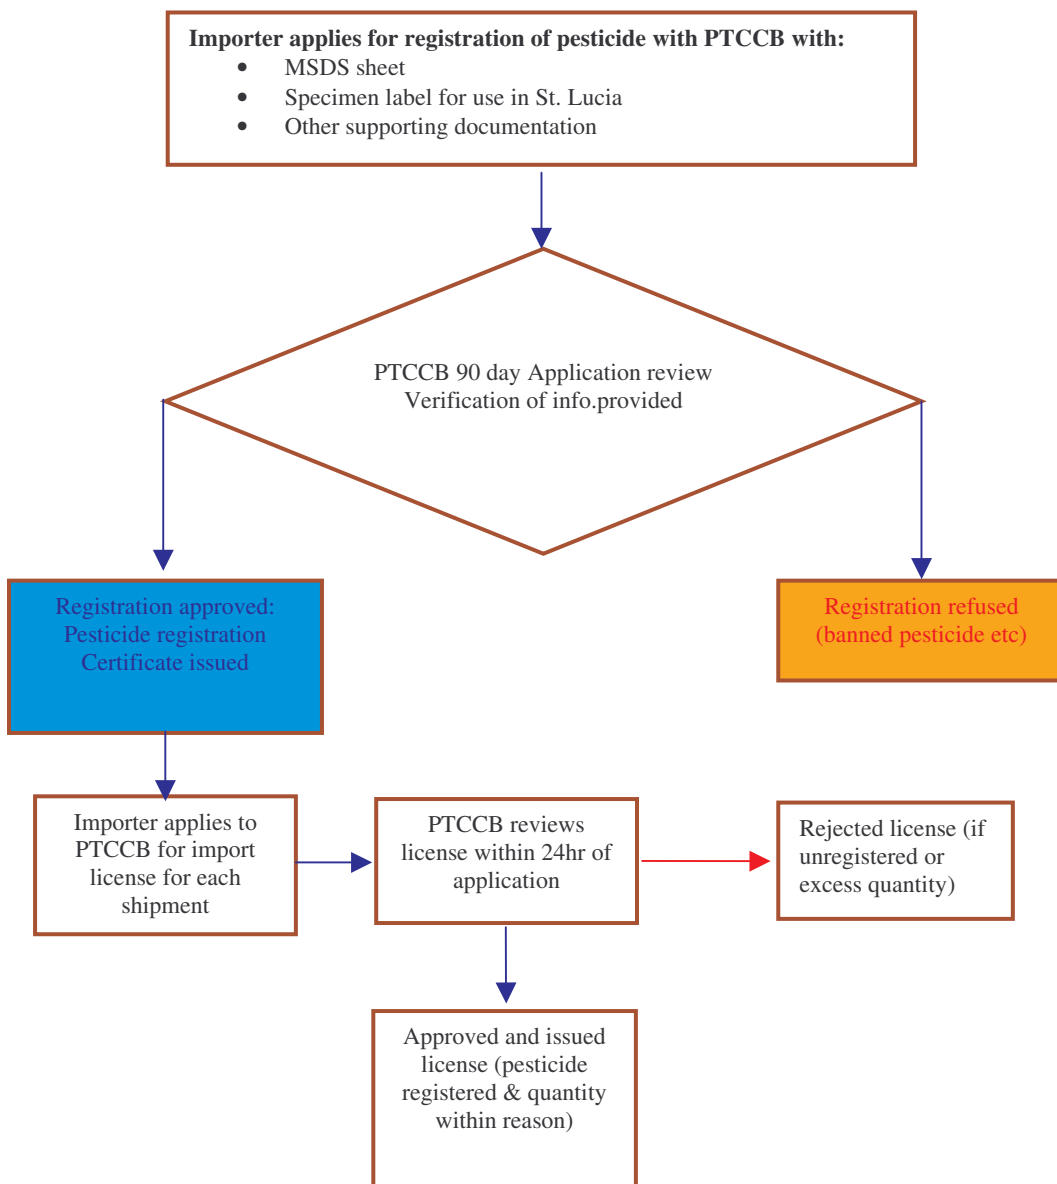 Importer applies for registration of pesticide with PTCCB with:
• MSDS sheet
• Specimen label for use in St. Lucia
• Other supporting documentation
PTCCB 90 day Application review
Verification of info.provided
Registration approved:
Pesticide registration
Certificate issued
Registration refused
(banned pesticide etc)
Importer applies to
PTCCB for import
license for each
shipment
PTCCB reviews
license within 24hr of
application
Rejected license (if
unregistered or
excess quantity)
Approved and issued
license (pesticide
registered & quantity
within reason)